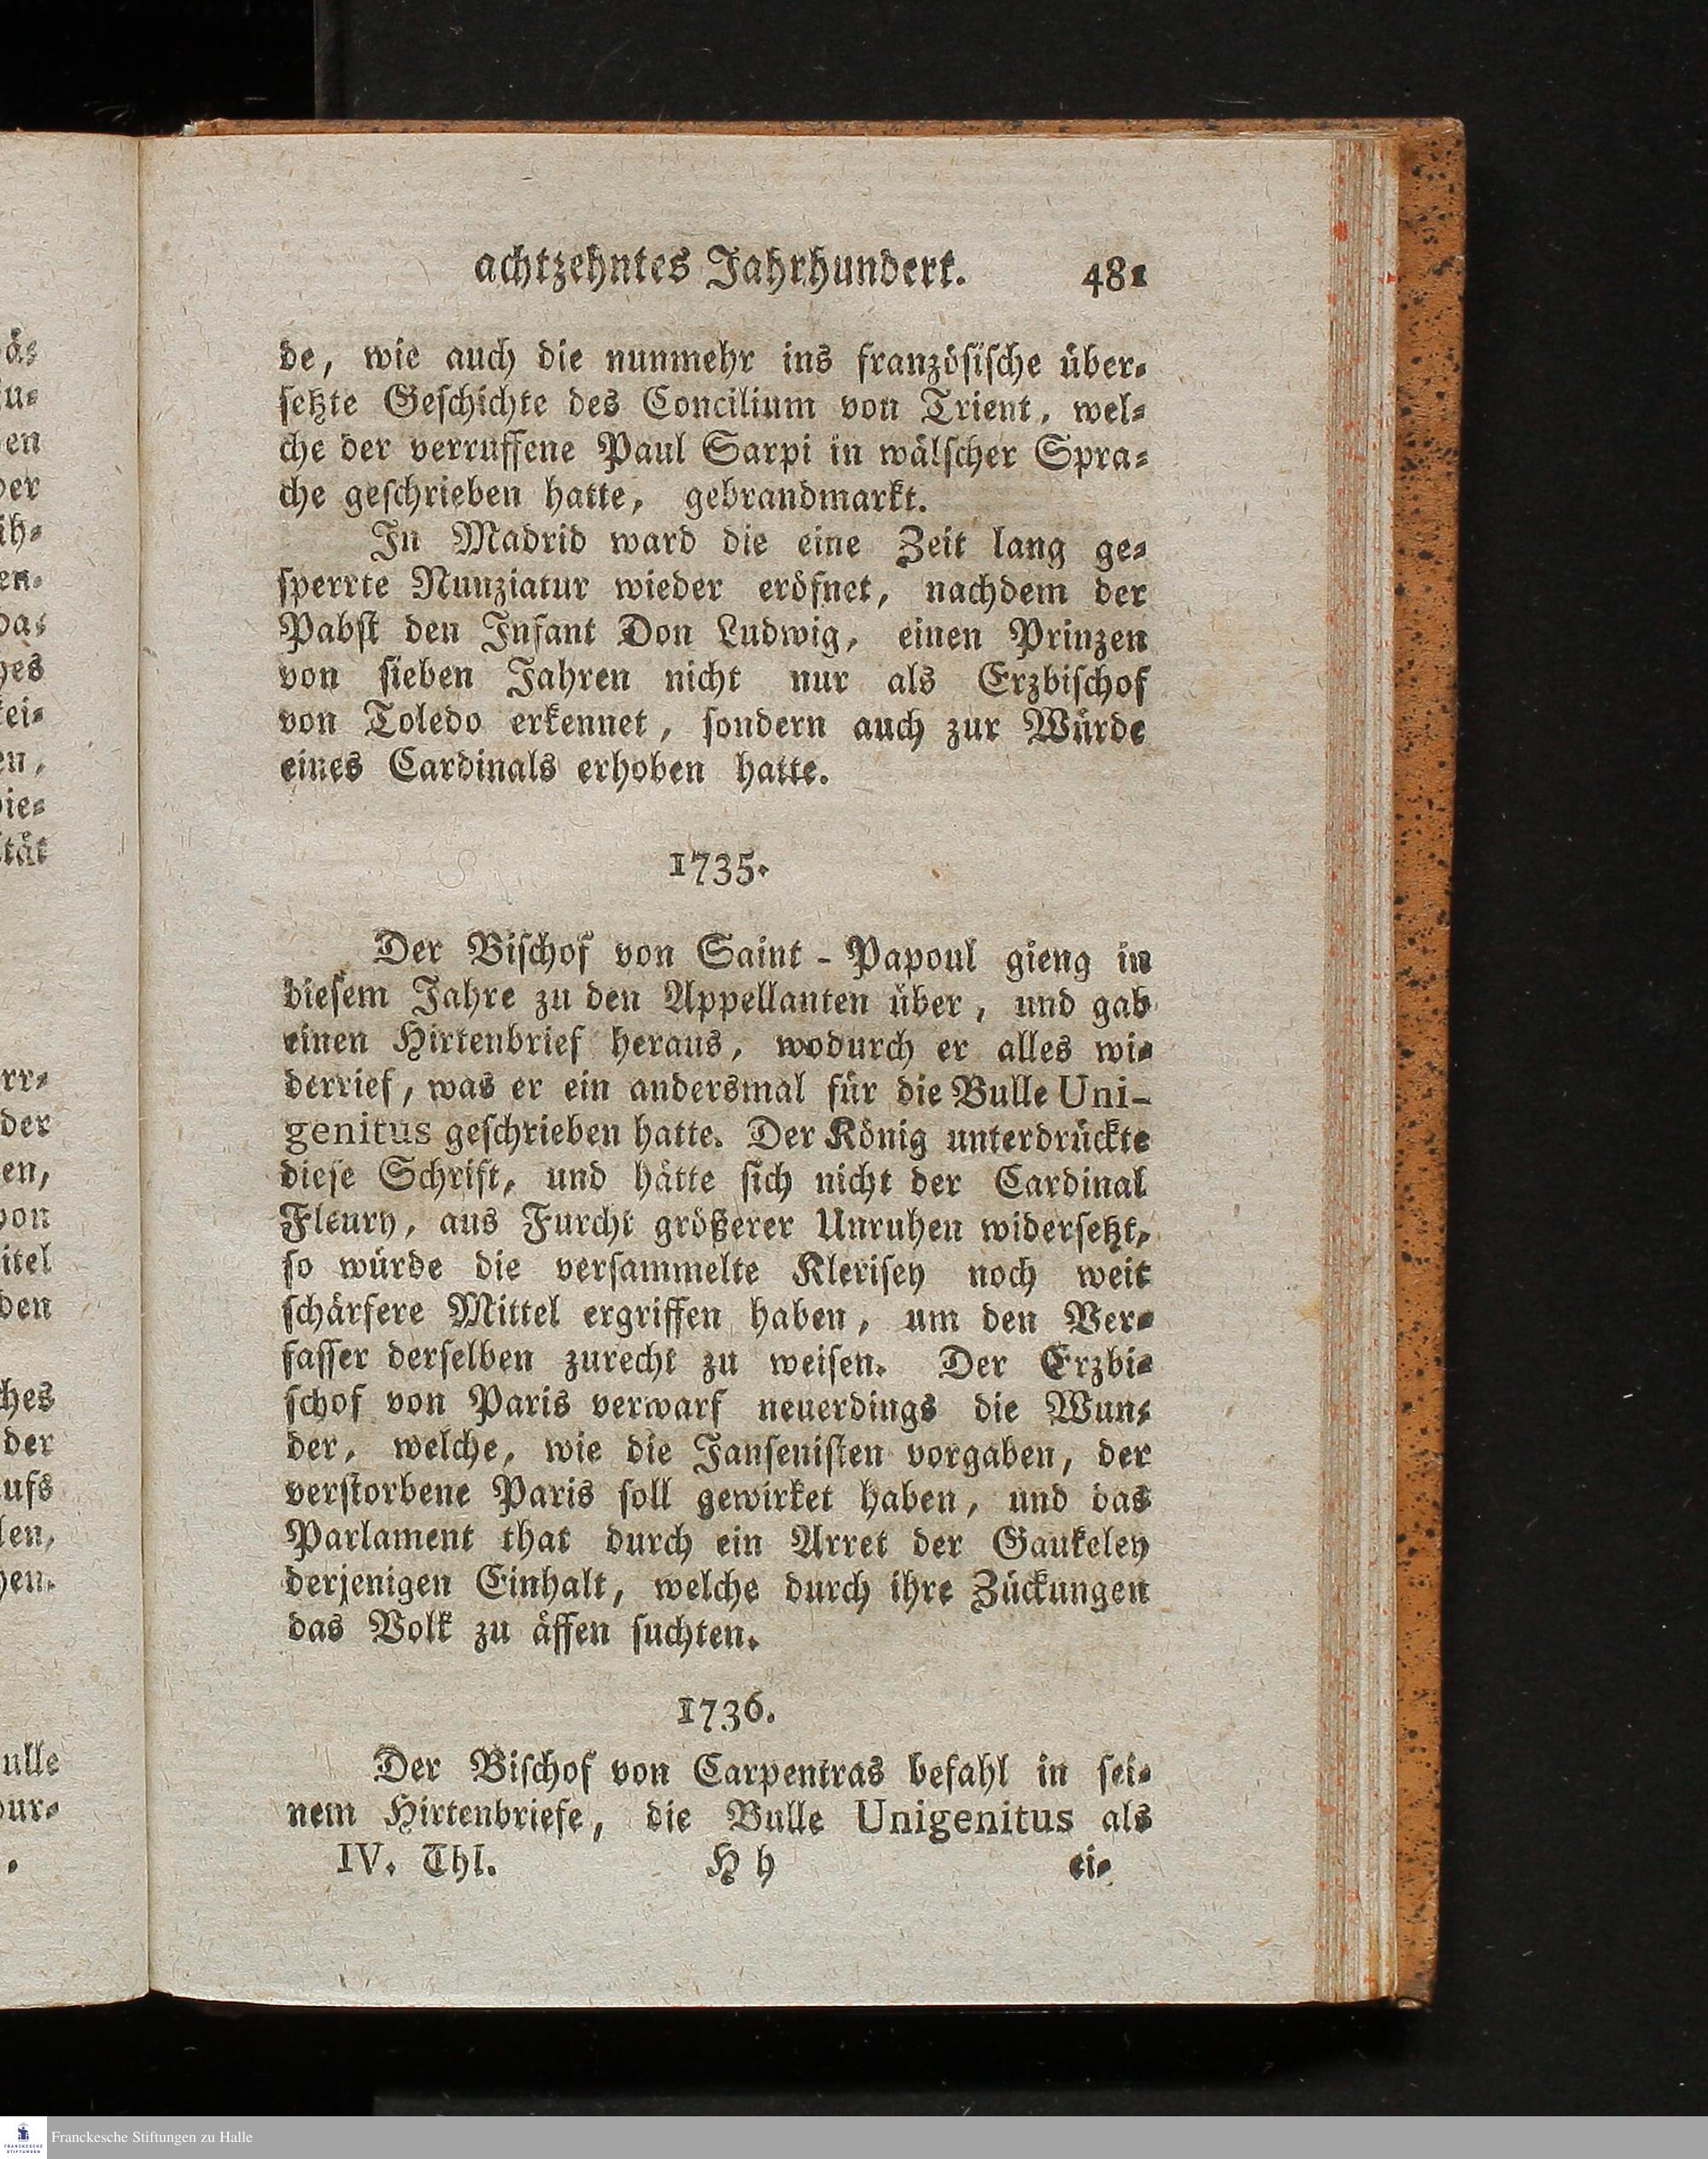 achtzehntes Jahrhundert. 481
de, wie auch die nunmehr ins französische über-
setzte Geschichte des Concilium von Trient, wel-
che der verruffene Paul Sarpi in wälscher Spra-
che geschrieben hatte, gebrandmarkt.
In Madrid ward die eine Zeit lang ge-
sperrte Nunziatur wieder eröfnet, nachdem der
Pabst den Infant Don Ludwig, einen Prinzen
von sieben Jahren nicht nur als Erzbischof
von Toledo erkennet, sondern auch zur Würde
eines Cardinals erhoben hatte.
1735.
Der Bischof von Saint-Papoul gieng in
diesem Jahre zu den Appellanten über, und gab
einen Hirtenbrief heraus, wodurch er alles wi-
derrief, was er ein andersmal für die Bulle Uni-
genitus geschrieben hatte. Der König unterdrückte
diese Schrift, und hätte sich nicht der Cardinal
Fleury, aus Furcht größerer Unruhen widersetzt,
so würde die versammelte Klerisey noch weit
schärfere Mittel ergriffen haben, um den Ver-
fasser derselben zurecht zu weisen. Der Erzbi-
schof von Paris verwarf neuerdings die Wun-
der, welche, wie die Jansenisten vorgaben, der
verstorbene Paris soll gewirket haben, und das
Parlament that durch ein Arret der Gaukeley
derjenigen Einhalt, welche durch ihre Zückungen
das Volk zu äffen suchten.
1736.
Der Bischof von Carpentras befahl in sei-
nem Hirtenbriefe, die Bulle Unigenitus als
IV. Thl. H h ei-
Franckesche Stiftungen zu Halle